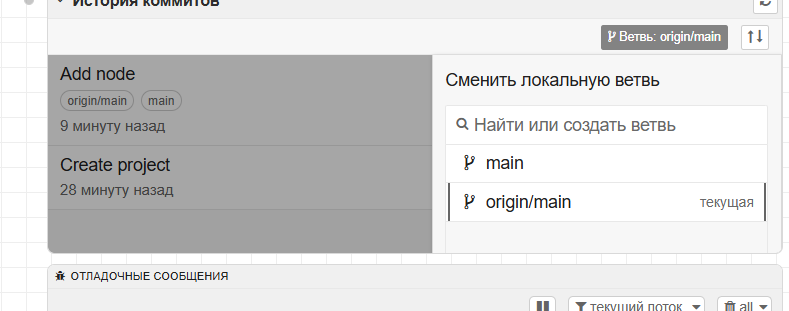 История коммитов
Ветвь: origin/main
Add node
origin/main main
9 минуту назад
Create project
28 минуту назад
Сменить локальную ветвь
Найти или создать ветвь
main
origin/main текущая
ОТЛАДОЧНЫЕ СООБЩЕНИЯ
текущий поток all